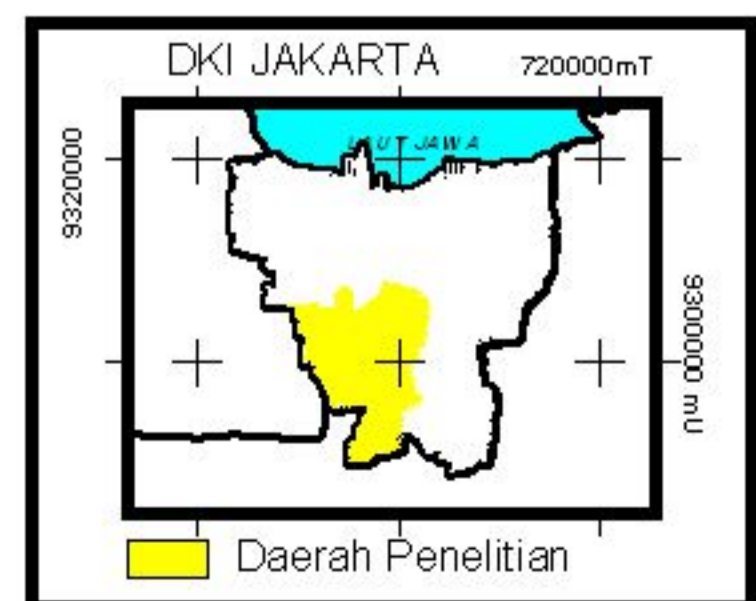 DKI JAKARTA
720000mT
LAUT JAWA
9320000
9300000 mU
Daerah Penelitian